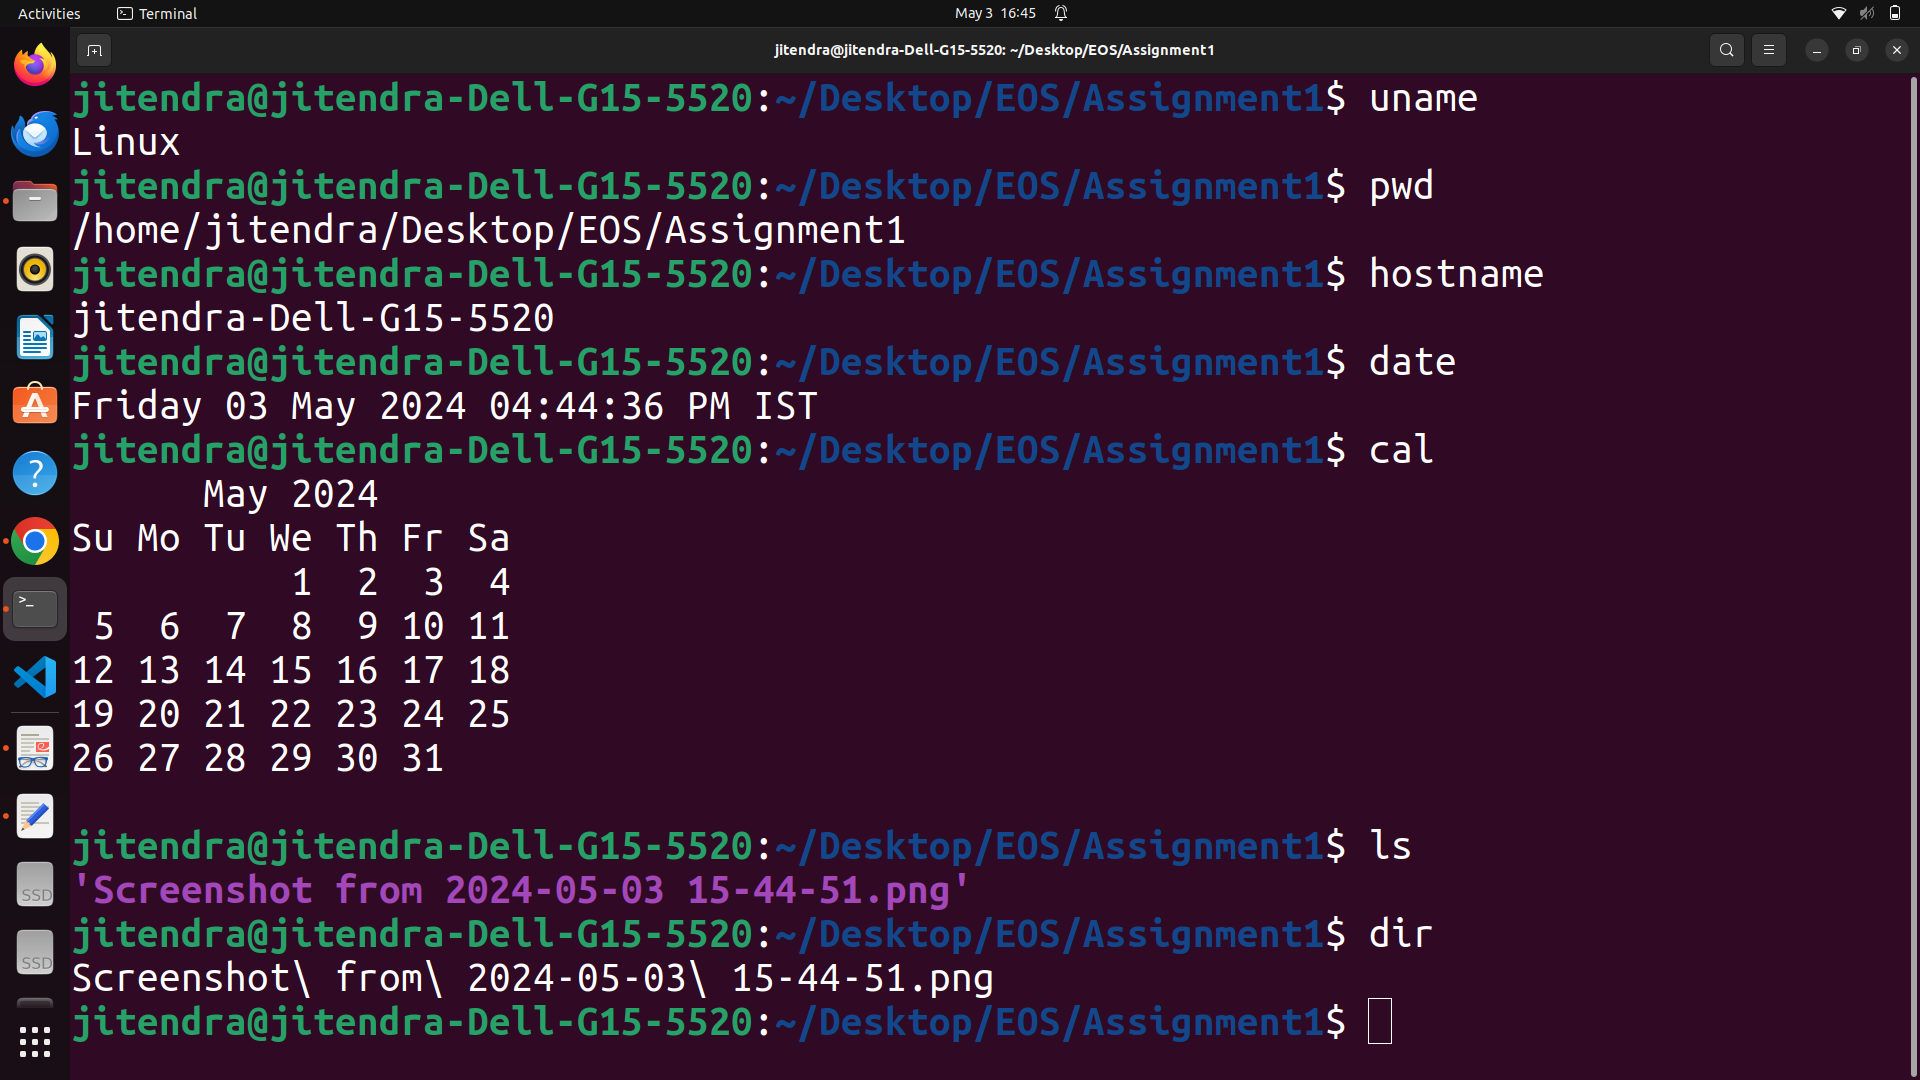 Activities Terminal May 3 16:45
jitendra@jitendra-Dell-G15-5520: ~/Desktop/EOS/Assignment1
jitendra@jitendra-Dell-G15-5520:~/Desktop/EOS/Assignment1$ uname
Linux
jitendra@jitendra-Dell-G15-5520:~/Desktop/EOS/Assignment1$ pwd
/home/jitendra/Desktop/EOS/Assignment1
jitendra@jitendra-Dell-G15-5520:~/Desktop/EOS/Assignment1$ hostname
jitendra-Dell-G15-5520
jitendra@jitendra-Dell-G15-5520:~/Desktop/EOS/Assignment1$ date
Friday 03 May 2024 04:44:36 PM IST
jitendra@jitendra-Dell-G15-5520:~/Desktop/EOS/Assignment1$ cal
      May 2024
Su Mo Tu We Th Fr Sa
          1  2  3  4
 5  6  7  8  9 10 11
12 13 14 15 16 17 18
19 20 21 22 23 24 25
26 27 28 29 30 31
jitendra@jitendra-Dell-G15-5520:~/Desktop/EOS/Assignment1$ ls
'Screenshot from 2024-05-03 15-44-51.png'
jitendra@jitendra-Dell-G15-5520:~/Desktop/EOS/Assignment1$ dir
Screenshot\ from\ 2024-05-03\ 15-44-51.png
jitendra@jitendra-Dell-G15-5520:~/Desktop/EOS/Assignment1$
SSD
SSD